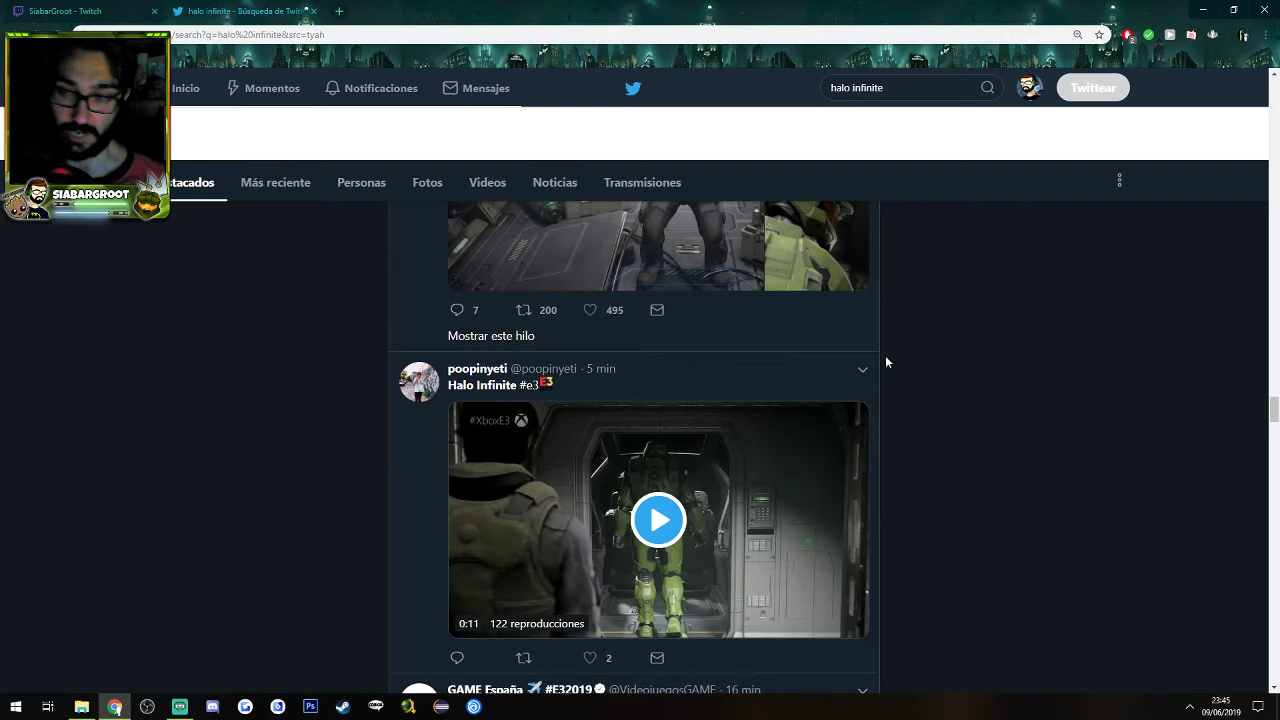 SiabarGroot - Twitch
halo infinite - Búsqueda de Twitt
/search?q=halo%20infinite&src=tyah
Inicio
Momentos
Notificaciones
Mensajes
halo infinite
Twittear
SIABARGROOT
tacados
Más reciente
Personas
Fotos
Videos
Noticias
Transmisiones
7
200
495
Mostrar este hilo
poopinyeti @poopinyeti · 5 min
Halo Infinite #e3
#XboxE3
0:11 122 reproducciones
2
GAME España #E32019 @VideojuegosGAME · 16 min
23:45
09/06/2019